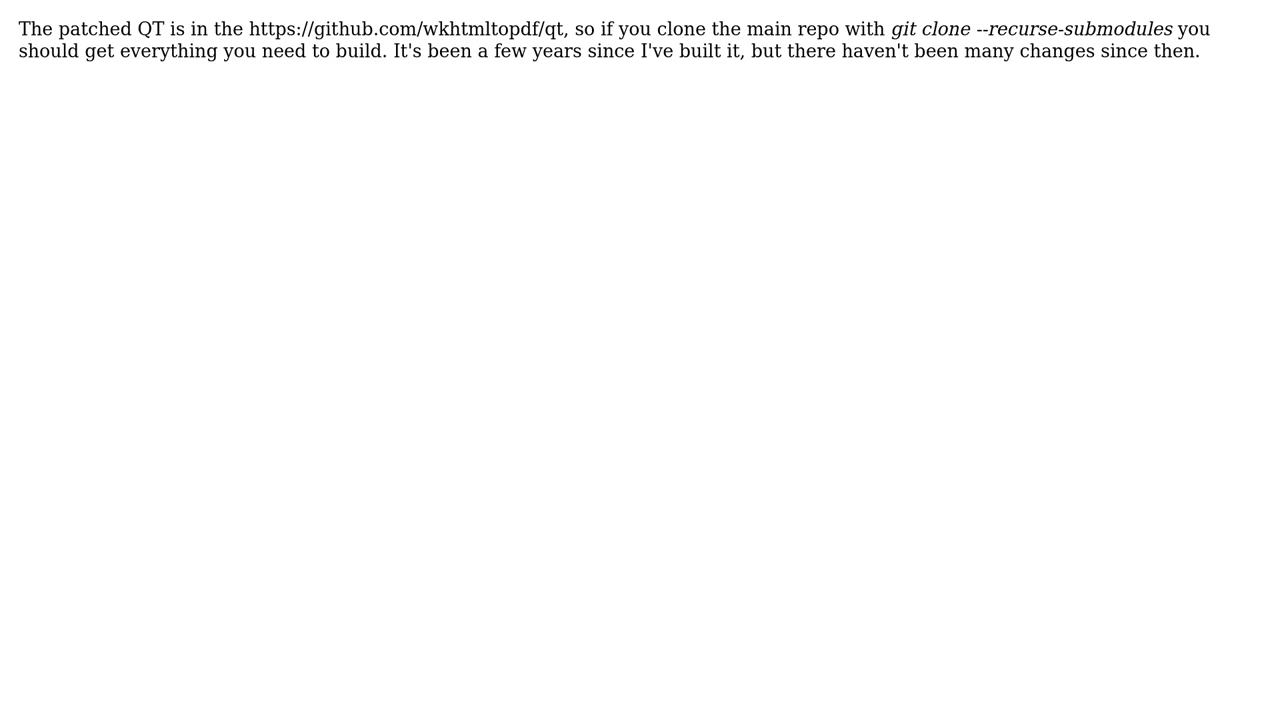 The patched QT is in the https://github.com/wkhtmltopdf/qt, so if you clone the main repo with git clone --recurse-submodules you
should get everything you need to build. It's been a few years since I've built it, but there haven't been many changes since then.